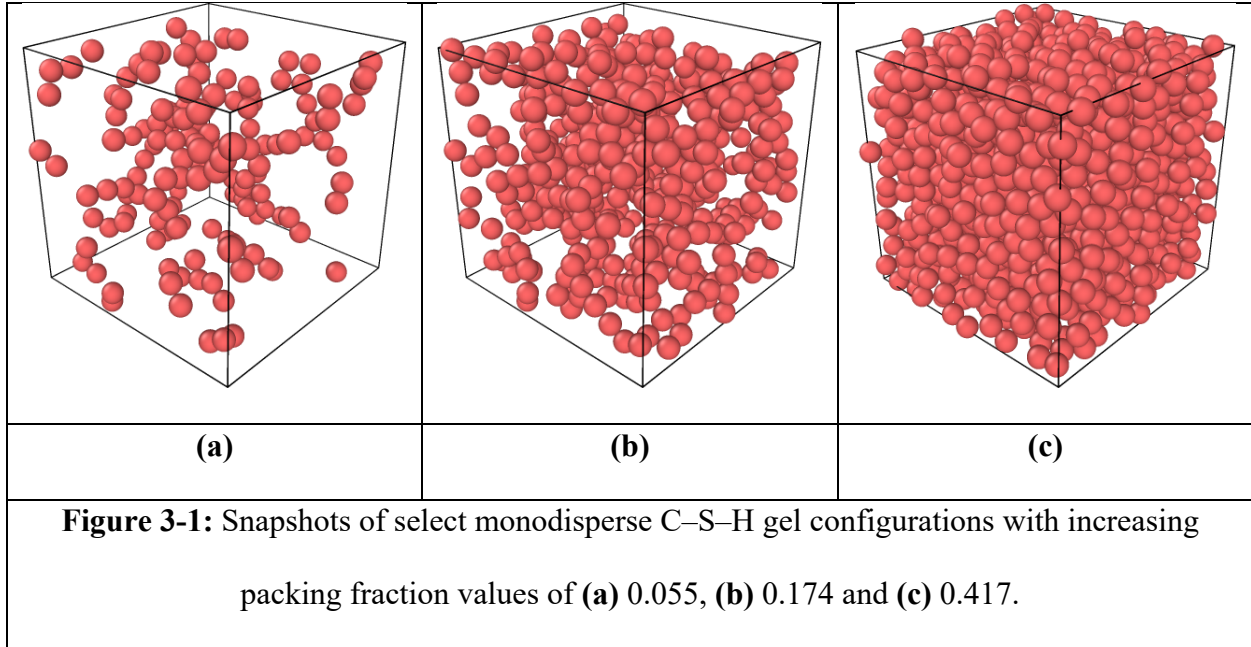 (a) (b) (c)
Figure 3-1: Snapshots of select monodisperse C–S–H gel configurations with increasing
packing fraction values of (a) 0.055, (b) 0.174 and (c) 0.417.